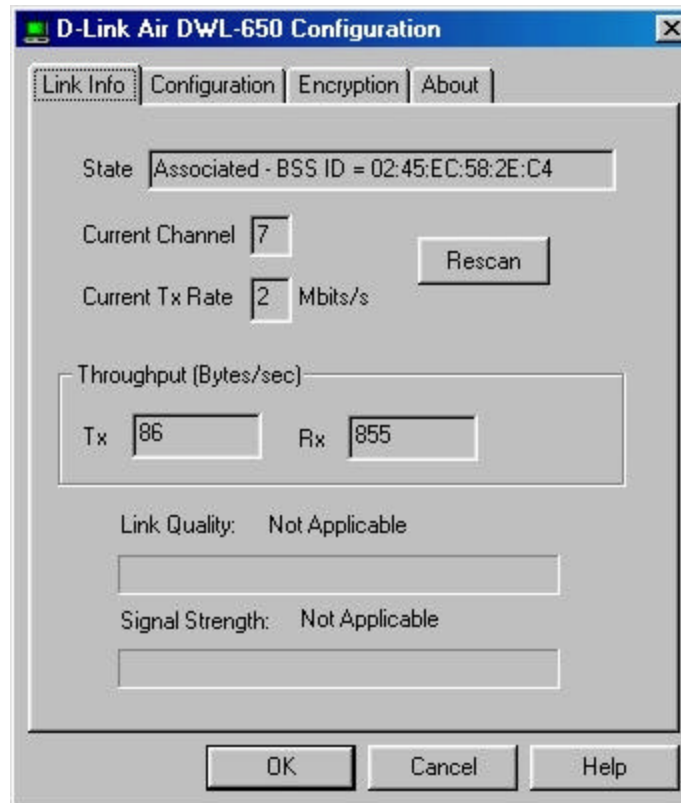 D-Link Air DWL-650 Configuration
Link Info Configuration Encryption About
State Associated - BSS ID = 02:45:EC:58:2E:C4
Current Channel 7
Rescan
Current Tx Rate 2 Mbits/s
Throughput (Bytes/sec)
Tx 86 Rx 855
Link Quality: Not Applicable
Signal Strength: Not Applicable
OK Cancel Help